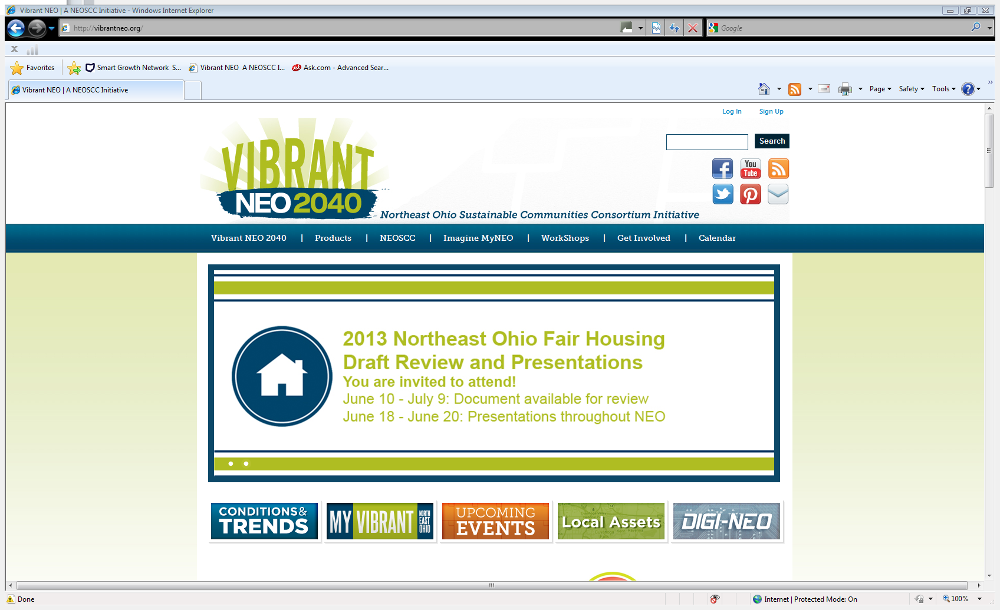 Vibrant NEO | A NEOSCC Initiative - Windows Internet Explorer
http://vibrantneo.org/
Google
Favorites
Smart Growth Network S...
Vibrant NEO A NEOSCC I...
Ask.com - Advanced Sear...
Vibrant NEO | A NEOSCC Initiative
Page
Safety
Tools
Log In
Sign Up
Search
VIBRANT
NEO 2040
You
Tube
Northeast Ohio Sustainable Communities Consortium Initiative
Vibrant NEO 2040 | Products | NEOSCC | Imagine MyNEO | WorkShops | Get Involved | Calendar
2013 Northeast Ohio Fair Housing
Draft Review and Presentations
You are invited to attend!
June 10 - July 9: Document available for review
June 18 - June 20: Presentations throughout NEO
CONDITIONS&
TRENDS
MY VIBRANT NORTH
EAST
OHIO
UPCOMING
EVENTS
Local Assets
DIGI-NEO
Done
Internet | Protected Mode: On
100%